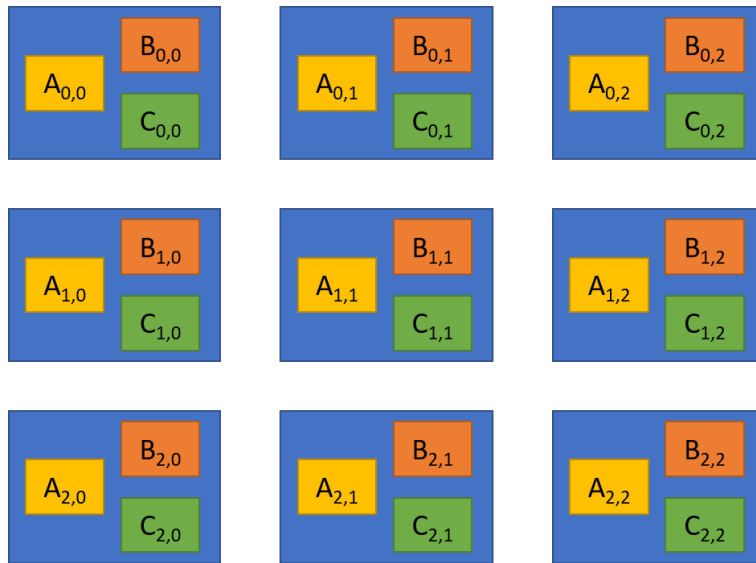 B0,0 B0,1 B0,2
A0,0 A0,1 A0,2
C0,0 C0,1 C0,2
B1,0 B1,1 B1,2
A1,0 A1,1 A1,2
C1,0 C1,1 C1,2
B2,0 B2,1 B2,2
A2,0 A2,1 A2,2
C2,0 C2,1 C2,2